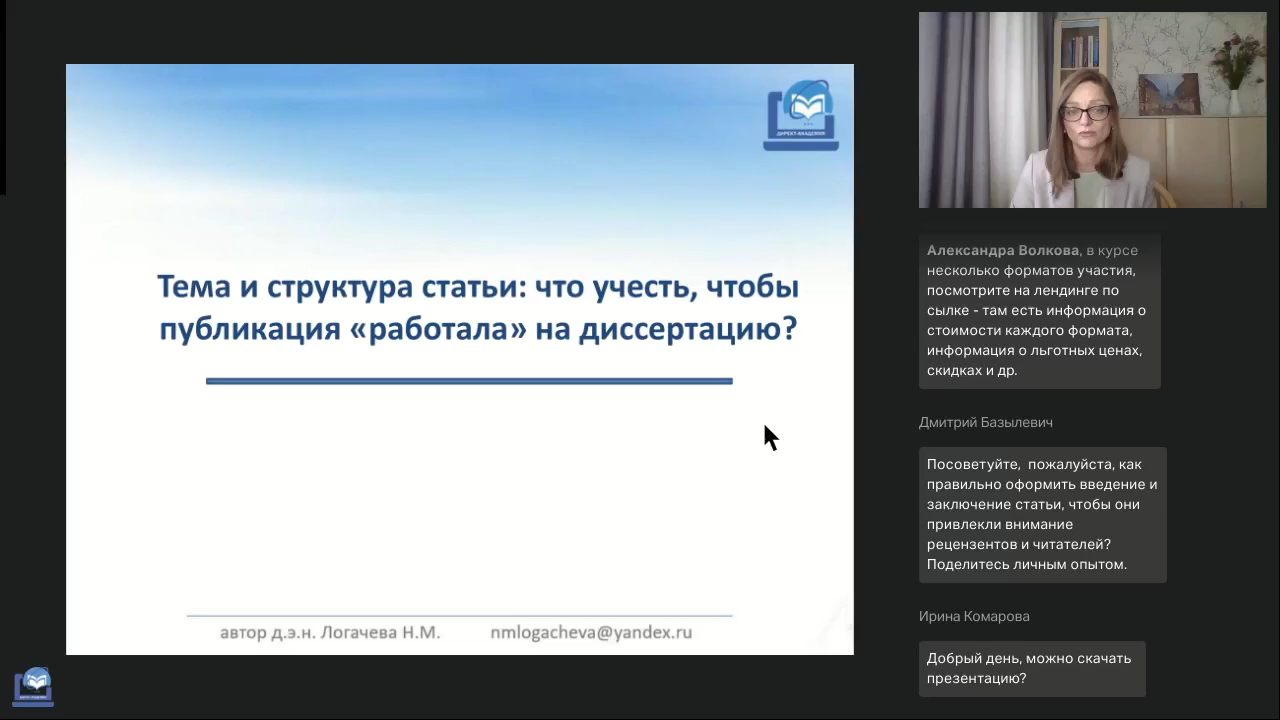 ДИРЕКТ-АКАДЕМИЯ
Тема и структура статьи: что учесть, чтобы
публикация «работала» на диссертацию?
автор д.э.н. Логачева Н.М. nmlogacheva@yandex.ru
Александра Волкова, в курсе
несколько форматов участия,
посмотрите на лендинге по
сылке - там есть информация о
стоимости каждого формата,
информация о льготных ценах,
скидках и др.
Дмитрий Базылевич
Посоветуйте, пожалуйста, как
правильно оформить введение и
заключение статьи, чтобы они
привлекли внимание
рецензентов и читателей?
Поделитесь личным опытом.
Ирина Комарова
Добрый день, можно скачать
презентацию?